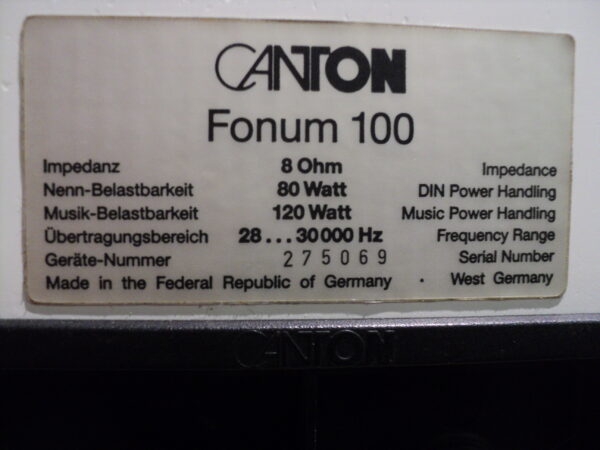 CANTON
Fonum 100
Impedanz 8 Ohm Impedance
Nenn-Belastbarkeit 80 Watt DIN Power Handling
Musik-Belastbarkeit 120 Watt Music Power Handling
Übertragungsbereich 28...30000 Hz Frequency Range
Geräte-Nummer 275069 Serial Number
Made in the Federal Republic of Germany · West Germany
CANTON